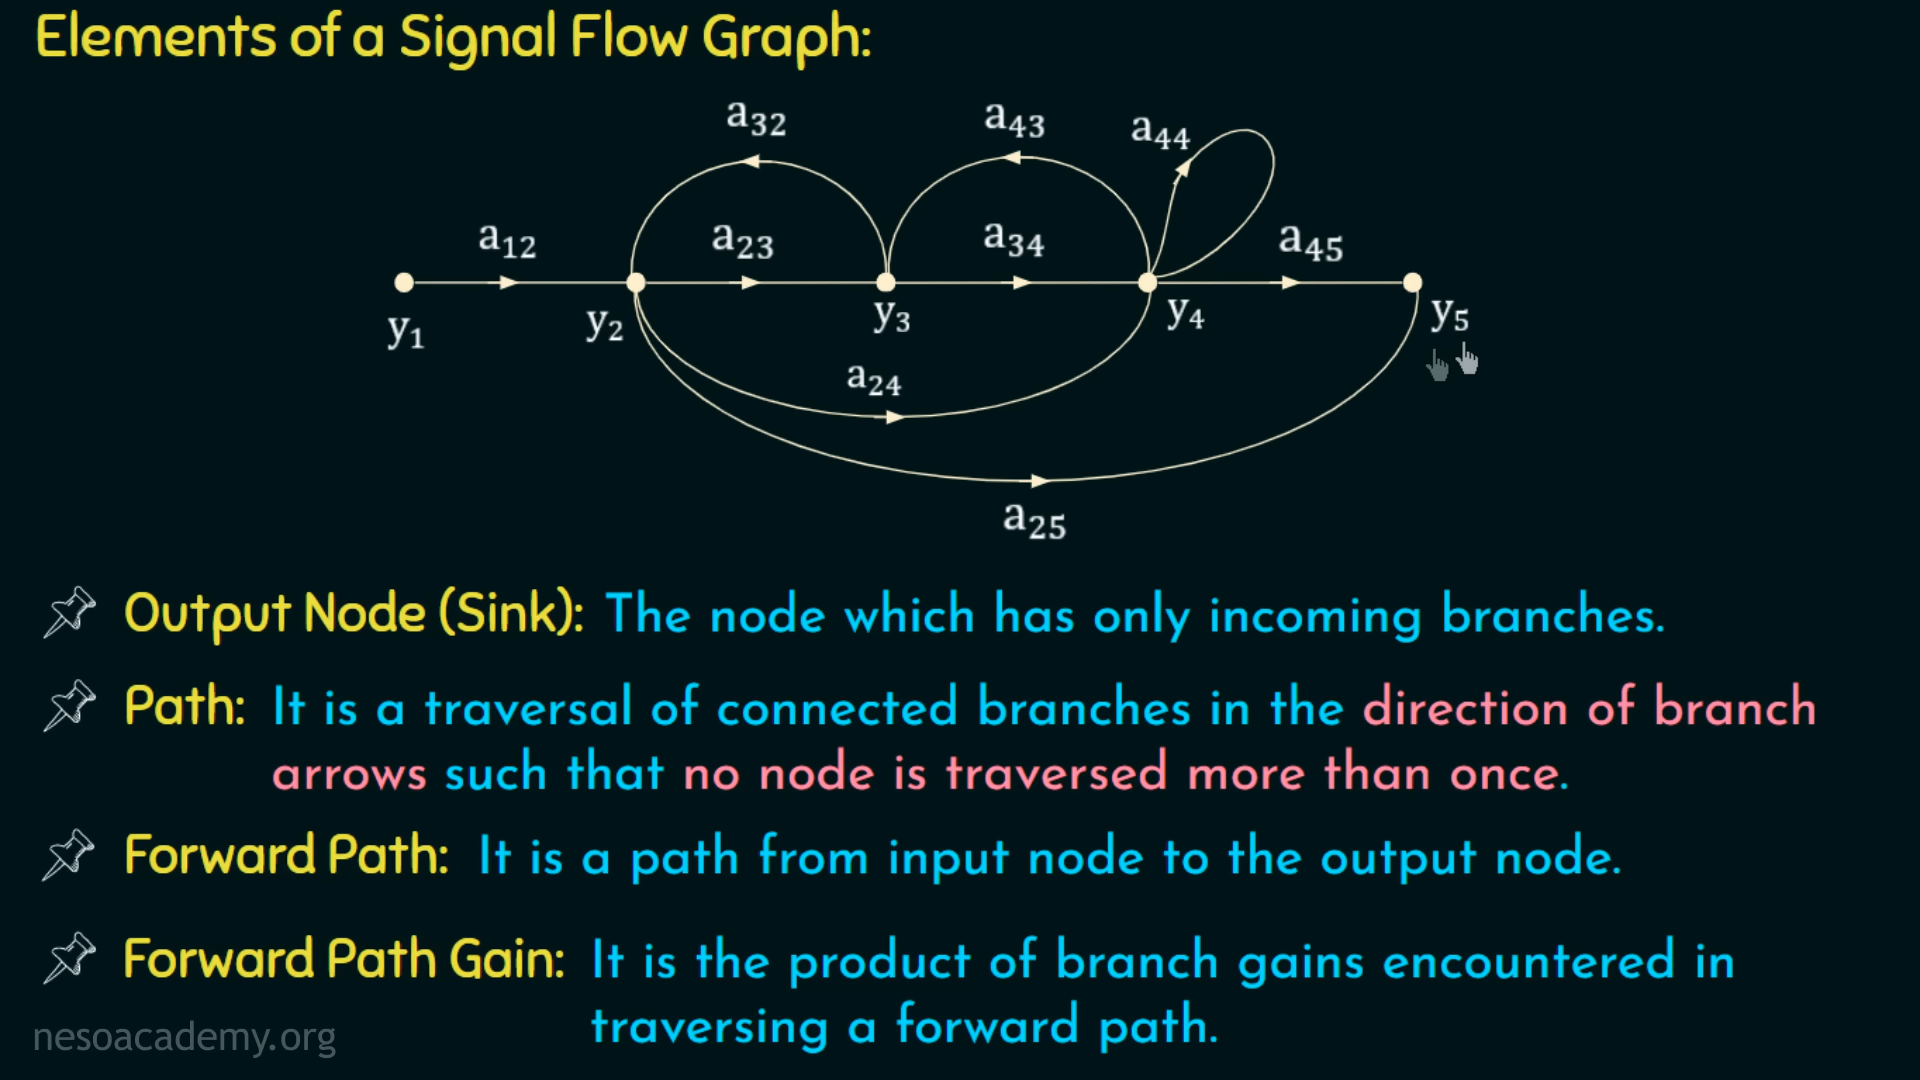 Elements of a Signal Flow Graph:
a₃₂ a₄₃ a₄₄
a₁₂ a₂₃ a₃₄ a₄₅
y₁ y₂ y₃ y₄ y₅
a₂₄
a₂₅
Output Node (Sink): The node which has only incoming branches.
Path: It is a traversal of connected branches in the direction of branch
arrows such that no node is traversed more than once.
Forward Path: It is a path from input node to the output node.
Forward Path Gain: It is the product of branch gains encountered in
traversing a forward path.
nesoacademy.org